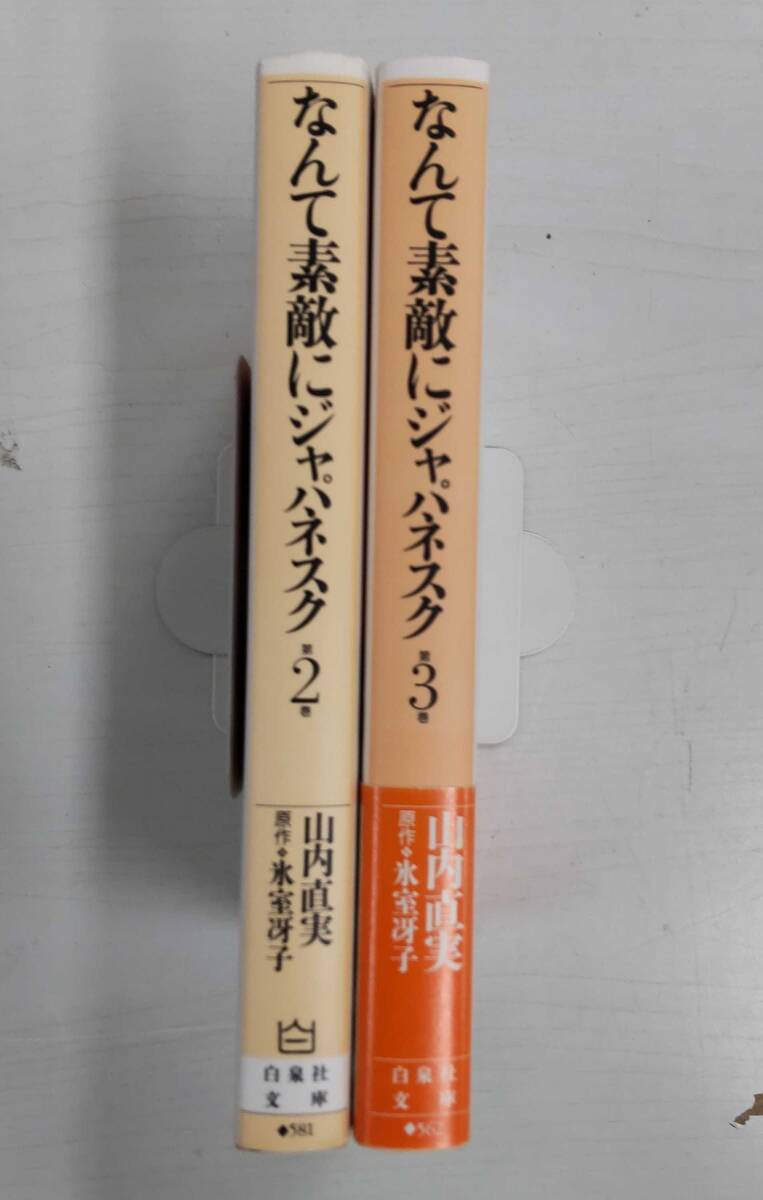 なんて素敵にジャパネスク
第2巻
山内直実
原作❖氷室冴子
白泉社
文庫
◆581
なんて素敵にジャパネスク
第3巻
山内直実
原作❖氷室冴子
白泉社
文庫
◆562